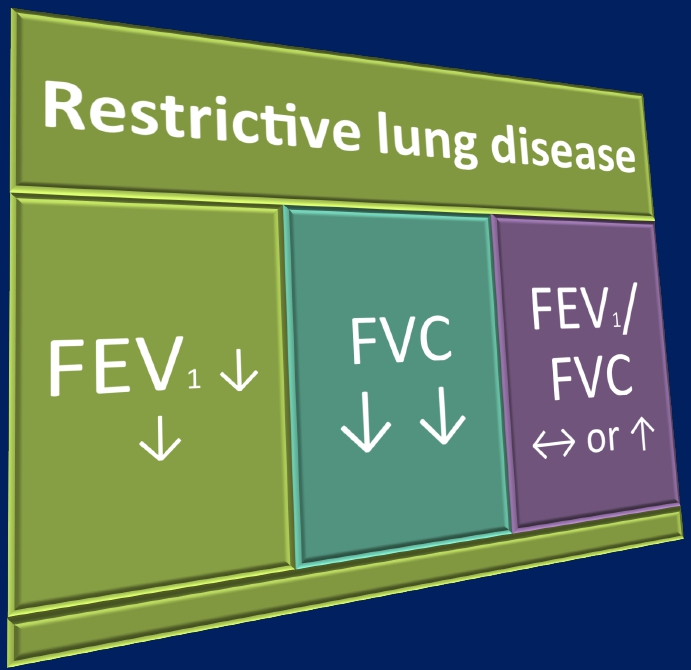 Restrictive lung disease
FEV₁ ↓
↓
FVC
↓ ↓
FEV₁/
FVC
↔ or ↑